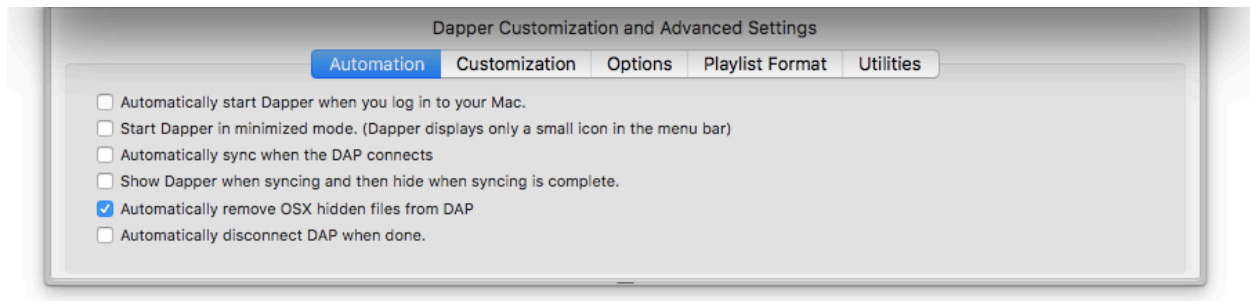 Dapper Customization and Advanced Settings
Automation Customization Options Playlist Format Utilities
Automatically start Dapper when you log in to your Mac.
Start Dapper in minimized mode. (Dapper displays only a small icon in the menu bar)
Automatically sync when the DAP connects
Show Dapper when syncing and then hide when syncing is complete.
Automatically remove OSX hidden files from DAP
Automatically disconnect DAP when done.